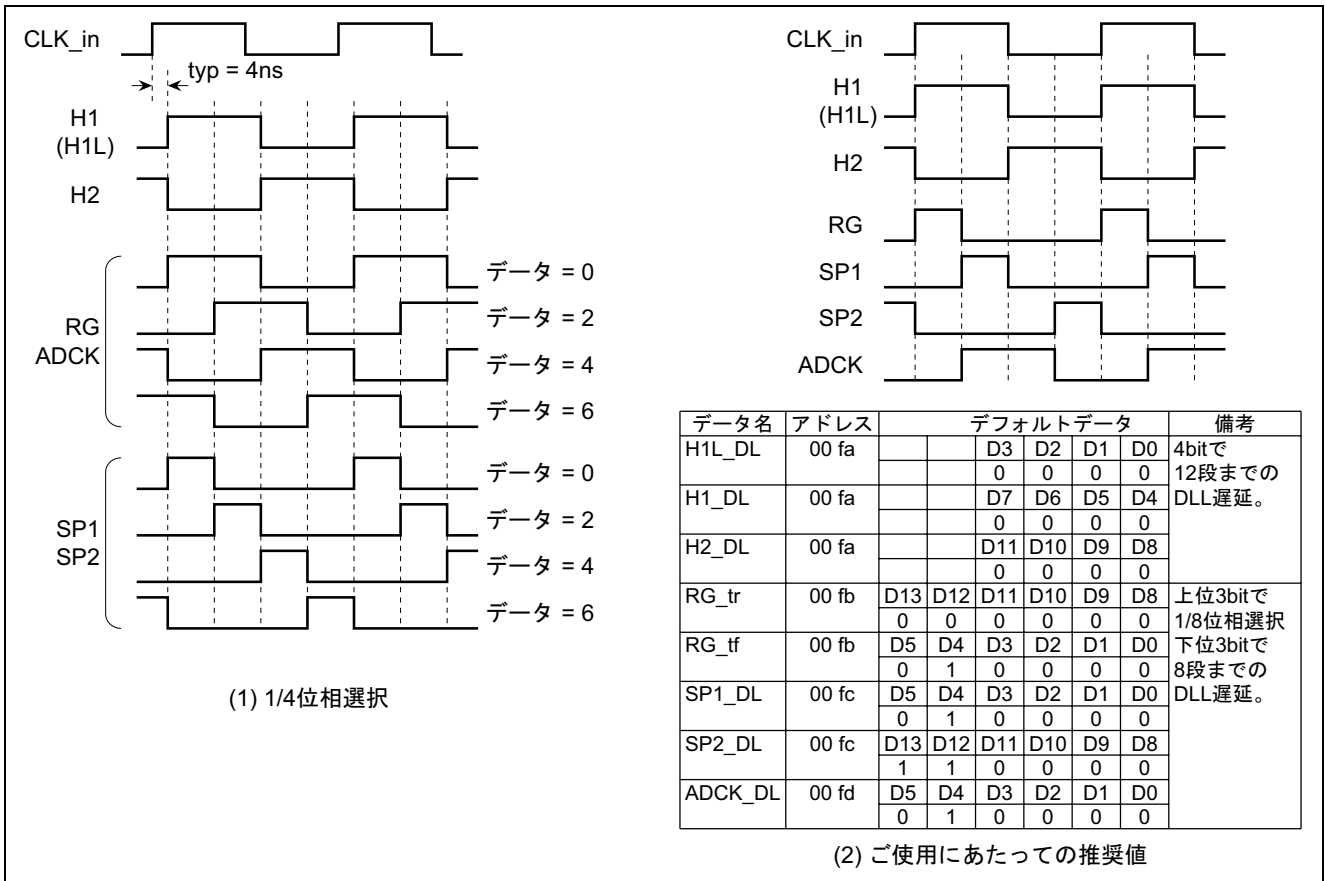 CLK_in
typ = 4ns
H1
(H1L)
H2
RG
ADCK
データ = 0
データ = 2
データ = 4
データ = 6
SP1
SP2
データ = 0
データ = 2
データ = 4
データ = 6
(1) 1/4位相選択
CLK_in
H1
(H1L)
H2
RG
SP1
SP2
ADCK
データ名 アドレス デフォルトデータ 備考
H1L_DL 00 fa D3 D2 D1 D0 4bitで
0 0 0 0 12段までの
H1_DL 00 fa D7 D6 D5 D4 DLL遅延。
0 0 0 0
H2_DL 00 fa D11 D10 D9 D8
0 0 0 0
RG_tr 00 fb D13 D12 D11 D10 D9 D8 上位3bitで
0 0 0 0 0 0 1/8位相選択
RG_tf 00 fb D5 D4 D3 D2 D1 D0 下位3bitで
0 1 0 0 0 0 8段までの
SP1_DL 00 fc D5 D4 D3 D2 D1 D0 DLL遅延。
0 1 0 0 0 0
SP2_DL 00 fc D13 D12 D11 D10 D9 D8
1 1 0 0 0 0
ADCK_DL 00 fd D5 D4 D3 D2 D1 D0
0 1 0 0 0 0
(2) ご使用にあたっての推奨値